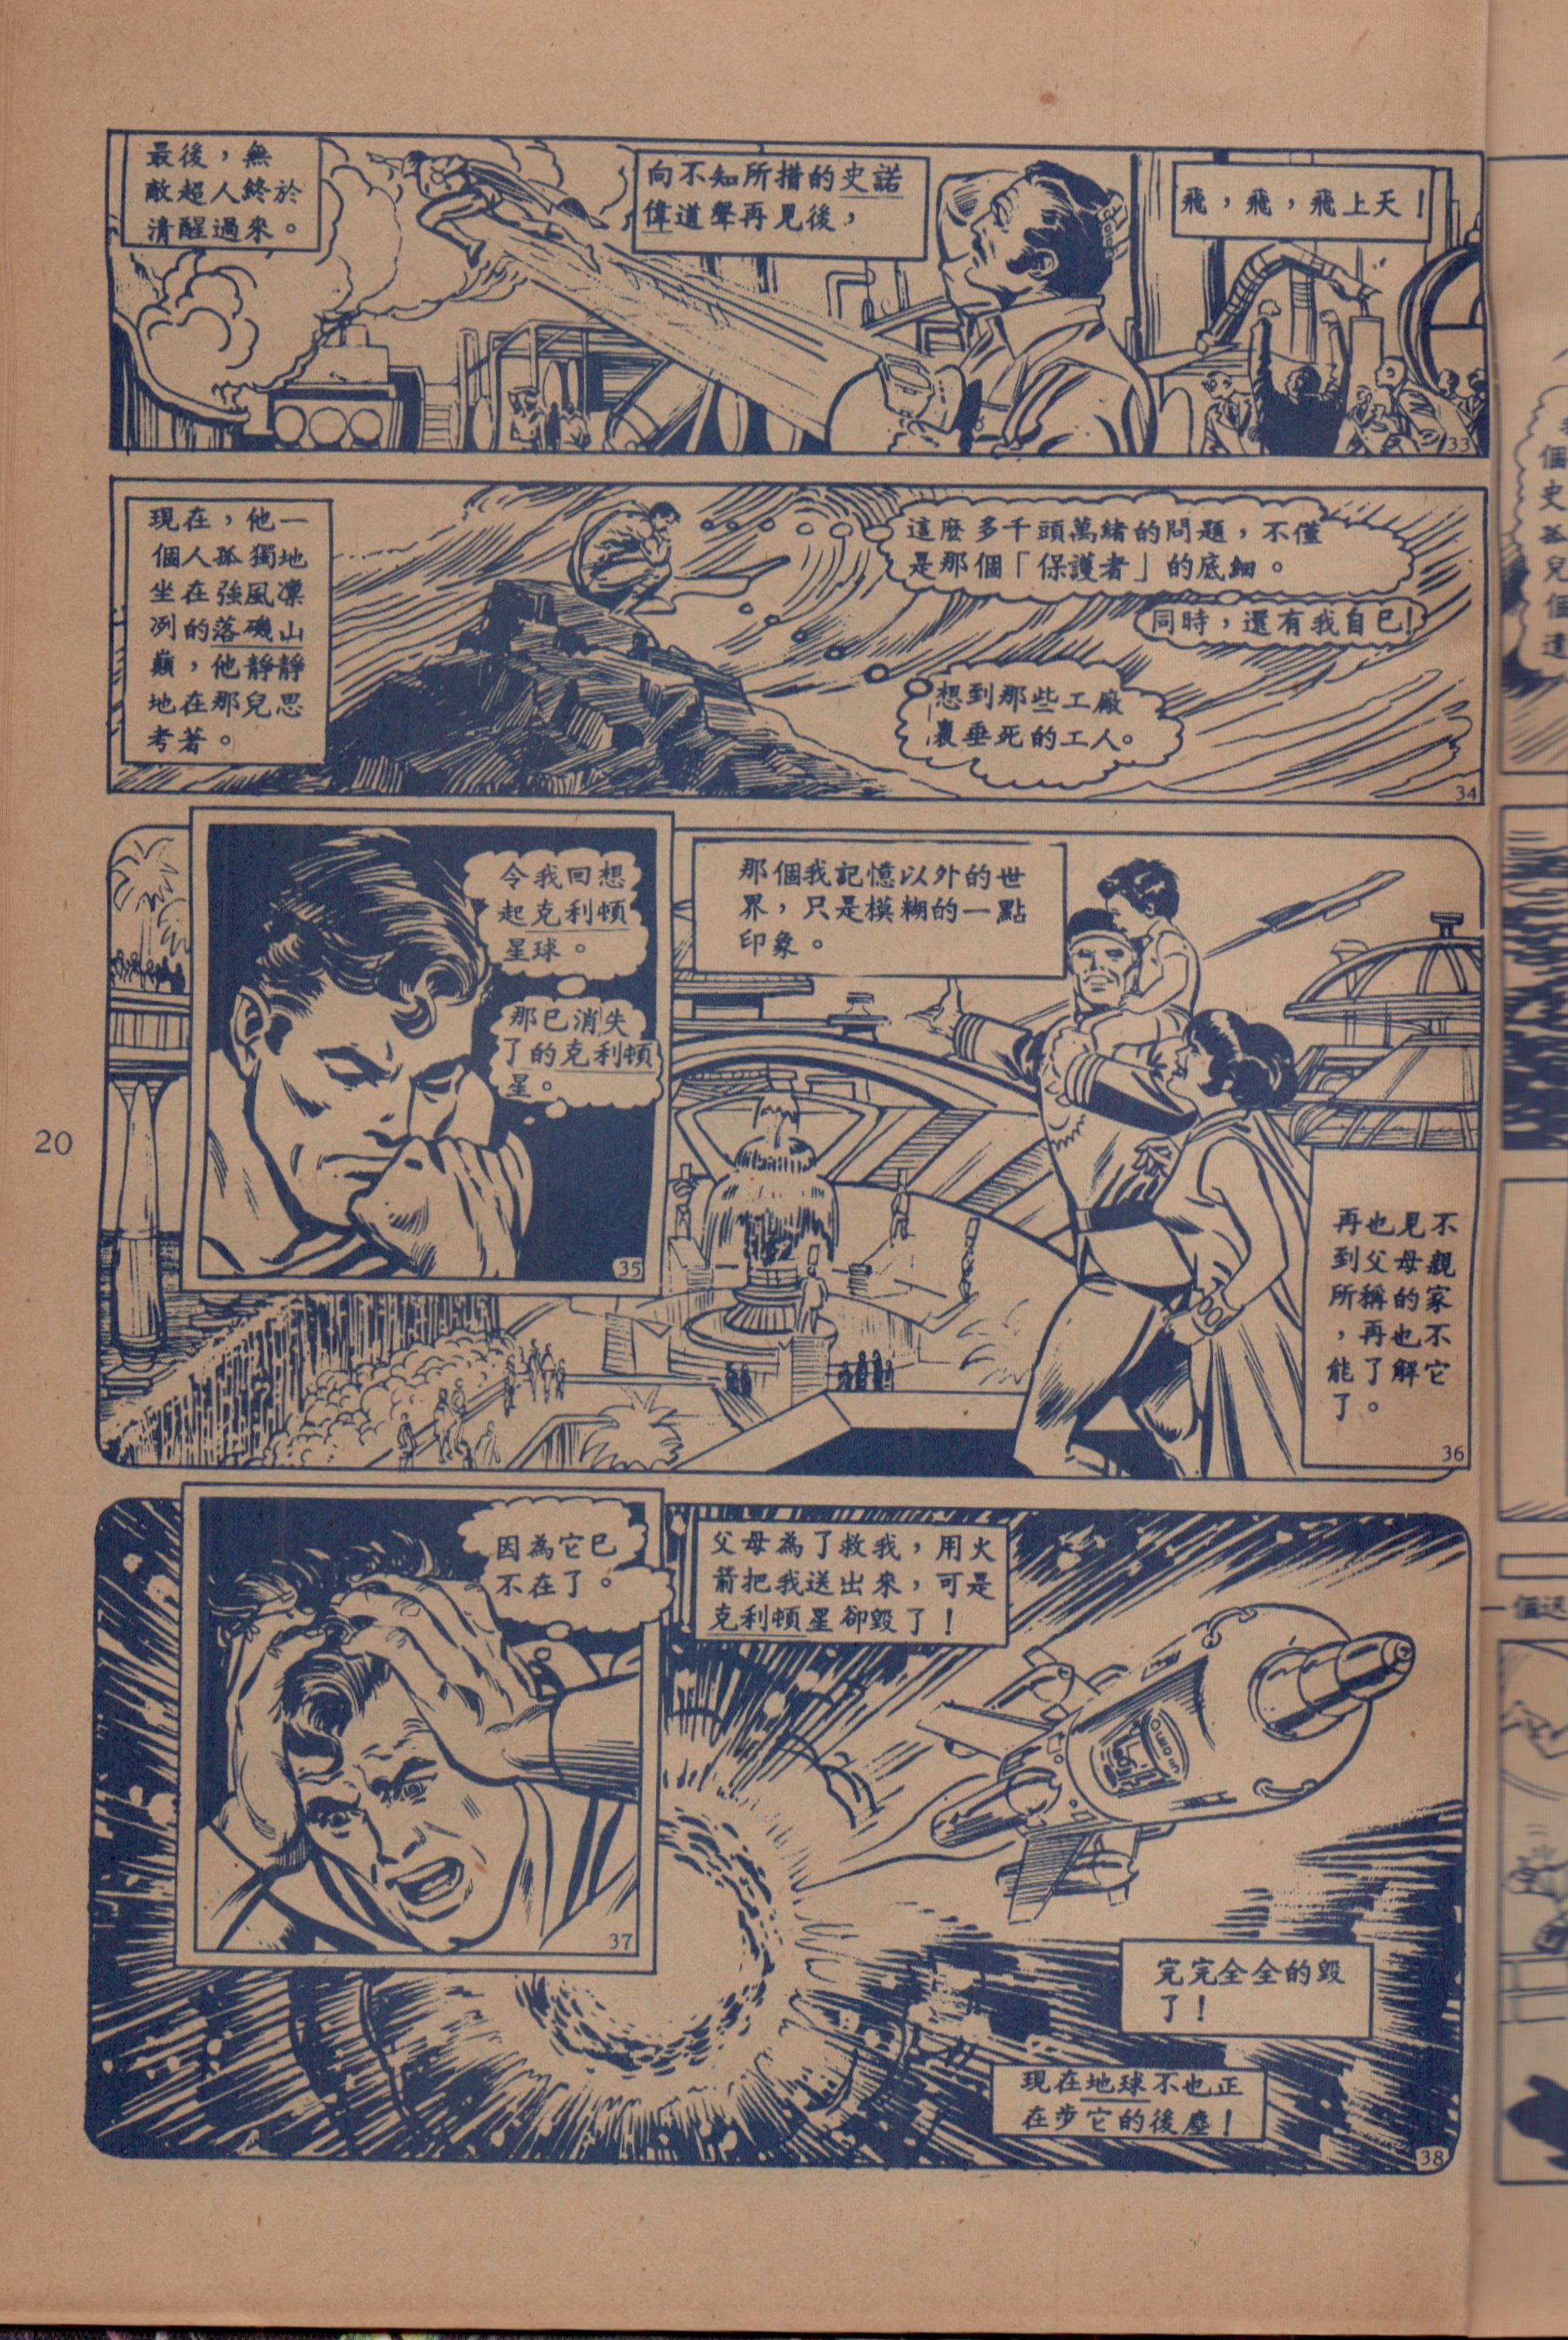 最後，無
敵超人終於
清醒過來。
向不知所措的史諾
偉道聲再見後，
飛，飛，飛上天！
33
現在，他一
個人孤獨地
坐在強風凜
冽的落磯山
巔，他靜靜
地在那兒思
考著。
這麼多千頭萬緒的問題，不僅
是那個「保護者」的底細。
同時，還有我自己！
想到那些工廠
裏垂死的工人。
34
令我回想
起克利頓
星球。
那已消失
了的克利頓
星。
35
那個我記憶以外的世
界，只是模糊的一點
印象。
再也見不
到父母親
所稱的家
，再也不
能了解它
了。
36
20
因為它已
不在了。
37
父母為了救我，用火
箭把我送出來，可是
克利頓星卻毀了！
完完全全的毀
了！
現在地球不也正
在步它的後塵！
38
個
史
孤
兒
個
一個